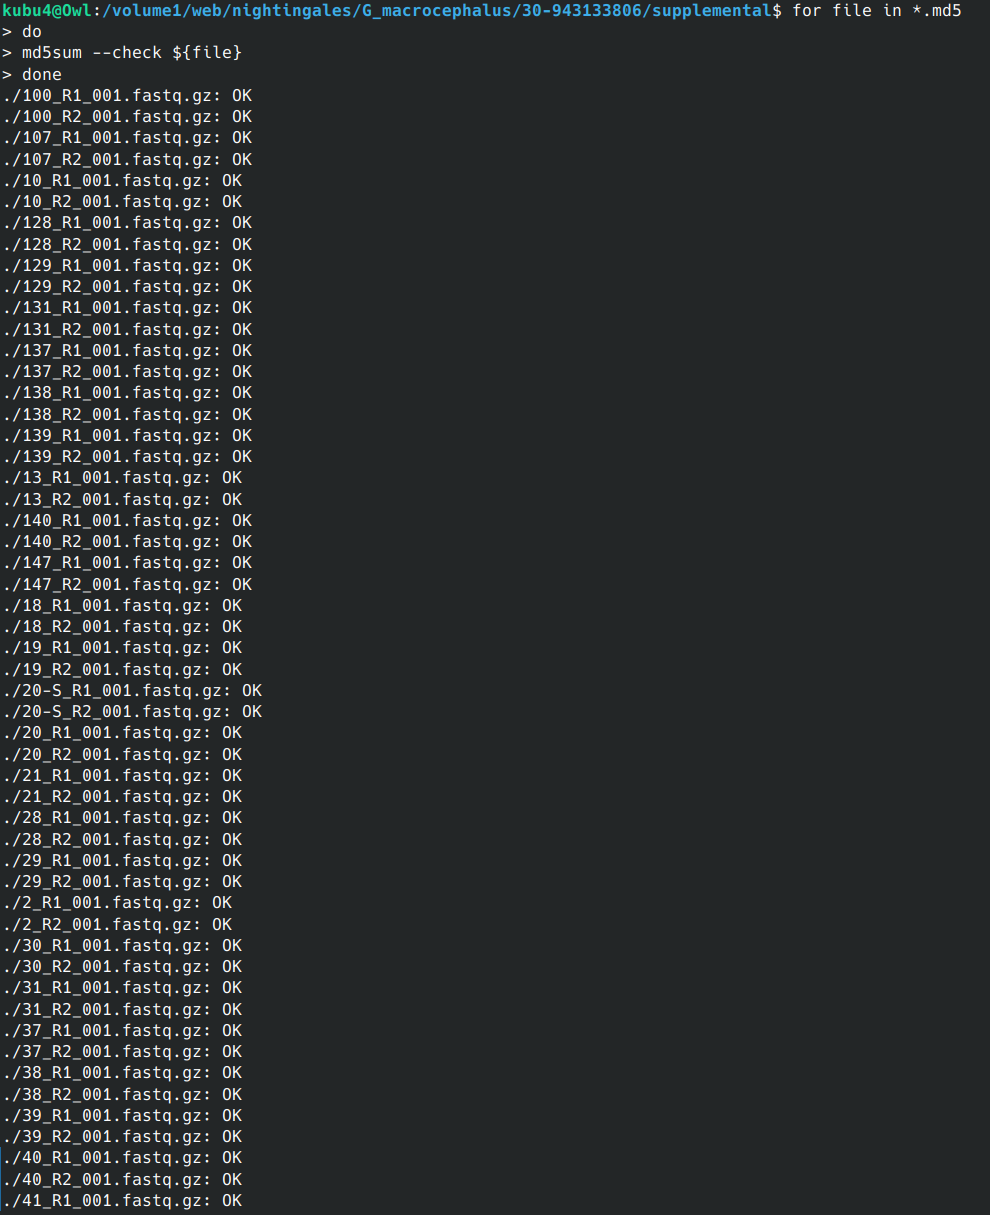 kubu4@Owl:/volume1/web/nightingales/G_macrocephalus/30-943133806/supplemental$ for file in *.md5
> do
> md5sum --check ${file}
> done
./100_R1_001.fastq.gz: OK
./100_R2_001.fastq.gz: OK
./107_R1_001.fastq.gz: OK
./107_R2_001.fastq.gz: OK
./10_R1_001.fastq.gz: OK
./10_R2_001.fastq.gz: OK
./128_R1_001.fastq.gz: OK
./128_R2_001.fastq.gz: OK
./129_R1_001.fastq.gz: OK
./129_R2_001.fastq.gz: OK
./131_R1_001.fastq.gz: OK
./131_R2_001.fastq.gz: OK
./137_R1_001.fastq.gz: OK
./137_R2_001.fastq.gz: OK
./138_R1_001.fastq.gz: OK
./138_R2_001.fastq.gz: OK
./139_R1_001.fastq.gz: OK
./139_R2_001.fastq.gz: OK
./13_R1_001.fastq.gz: OK
./13_R2_001.fastq.gz: OK
./140_R1_001.fastq.gz: OK
./140_R2_001.fastq.gz: OK
./147_R1_001.fastq.gz: OK
./147_R2_001.fastq.gz: OK
./18_R1_001.fastq.gz: OK
./18_R2_001.fastq.gz: OK
./19_R1_001.fastq.gz: OK
./19_R2_001.fastq.gz: OK
./20-S_R1_001.fastq.gz: OK
./20-S_R2_001.fastq.gz: OK
./20_R1_001.fastq.gz: OK
./20_R2_001.fastq.gz: OK
./21_R1_001.fastq.gz: OK
./21_R2_001.fastq.gz: OK
./28_R1_001.fastq.gz: OK
./28_R2_001.fastq.gz: OK
./29_R1_001.fastq.gz: OK
./29_R2_001.fastq.gz: OK
./2_R1_001.fastq.gz: OK
./2_R2_001.fastq.gz: OK
./30_R1_001.fastq.gz: OK
./30_R2_001.fastq.gz: OK
./31_R1_001.fastq.gz: OK
./31_R2_001.fastq.gz: OK
./37_R1_001.fastq.gz: OK
./37_R2_001.fastq.gz: OK
./38_R1_001.fastq.gz: OK
./38_R2_001.fastq.gz: OK
./39_R1_001.fastq.gz: OK
./39_R2_001.fastq.gz: OK
./40_R1_001.fastq.gz: OK
./40_R2_001.fastq.gz: OK
./41_R1_001.fastq.gz: OK